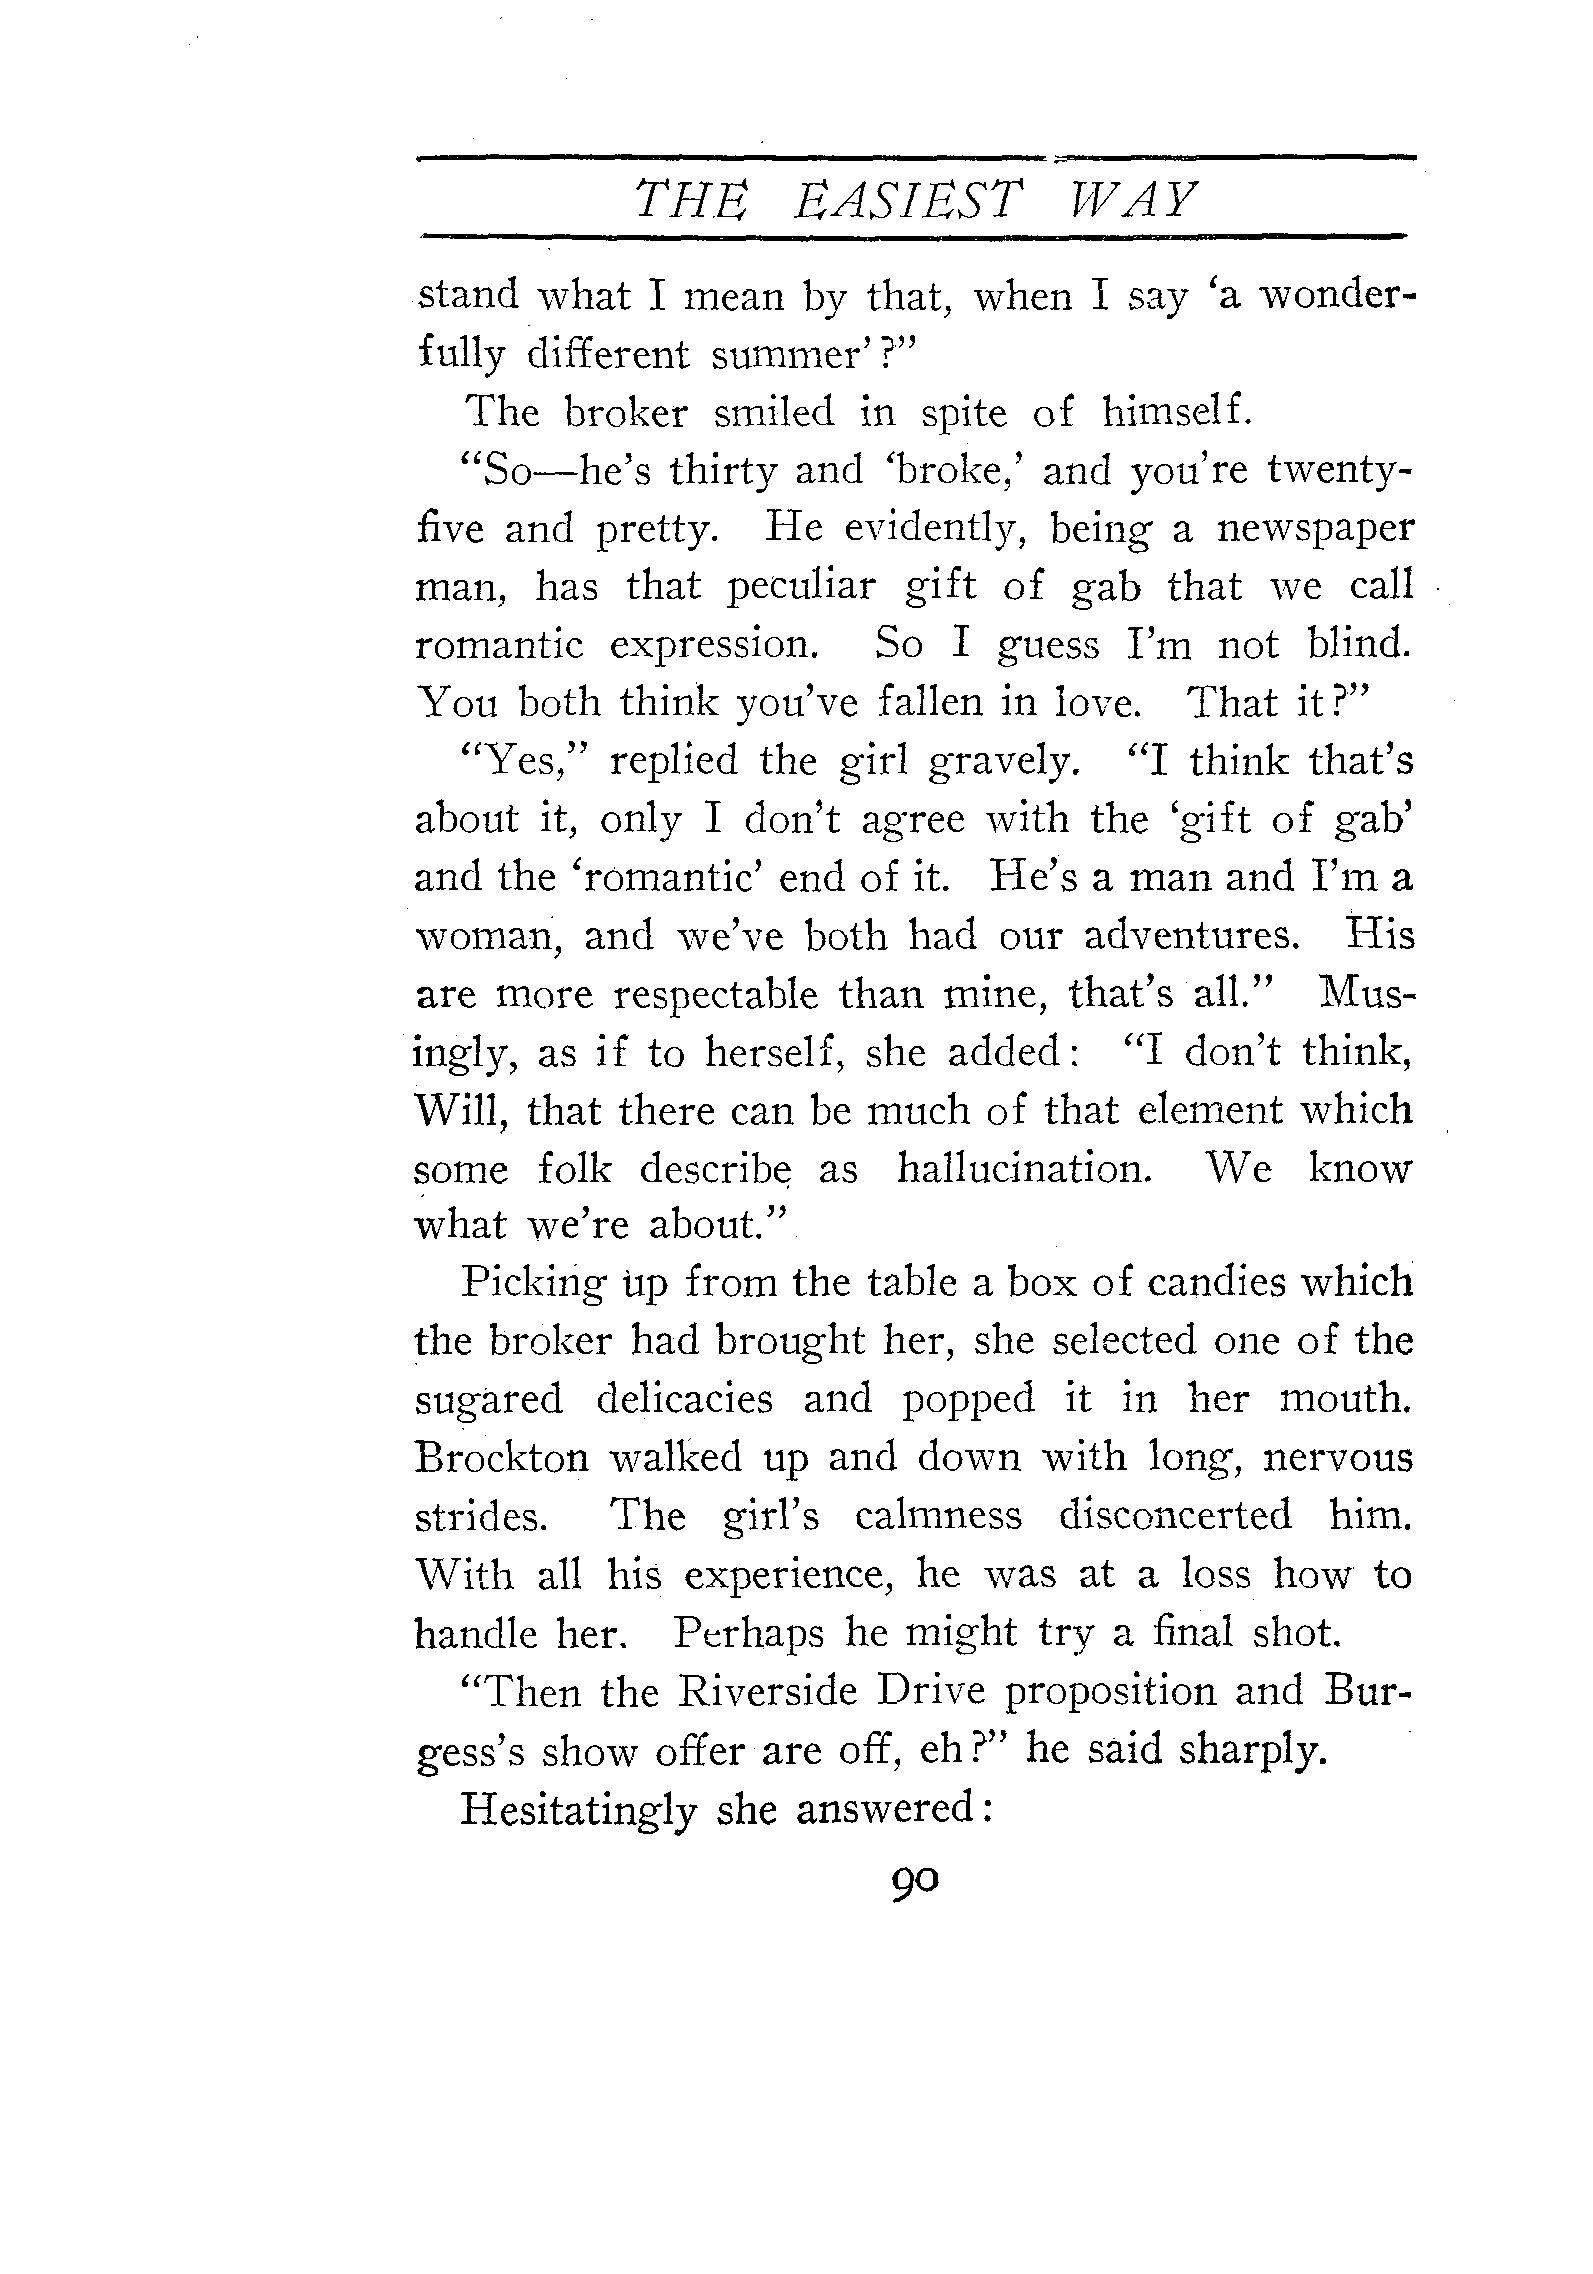 THE EASIEST WAY
stand what I mean by that, when I say ‘a wonder-
fully different summer’?”
The broker smiled in spite of himself.
“So—he’s thirty and ‘broke,’ and you’re twenty-
five and pretty. He evidently, being a newspaper
man, has that peculiar gift of gab that we call
romantic expression. So I guess I’m not blind.
You both think you’ve fallen in love. That it?”
“Yes,” replied the girl gravely. “I think that’s
about it, only I don’t agree with the ‘gift of gab’
and the ‘romantic’ end of it. He’s a man and I’m a
woman, and we’ve both had our adventures. His
are more respectable than mine, that’s all.” Mus-
ingly, as if to herself, she added: “I don’t think,
Will, that there can be much of that element which
some folk describe as hallucination. We know
what we’re about.”
Picking up from the table a box of candies which
the broker had brought her, she selected one of the
sugared delicacies and popped it in her mouth.
Brockton walked up and down with long, nervous
strides. The girl’s calmness disconcerted him.
With all his experience, he was at a loss how to
handle her. Perhaps he might try a final shot.
“Then the Riverside Drive proposition and Bur-
gess’s show offer are off, eh?” he said sharply.
Hesitatingly she answered:
90